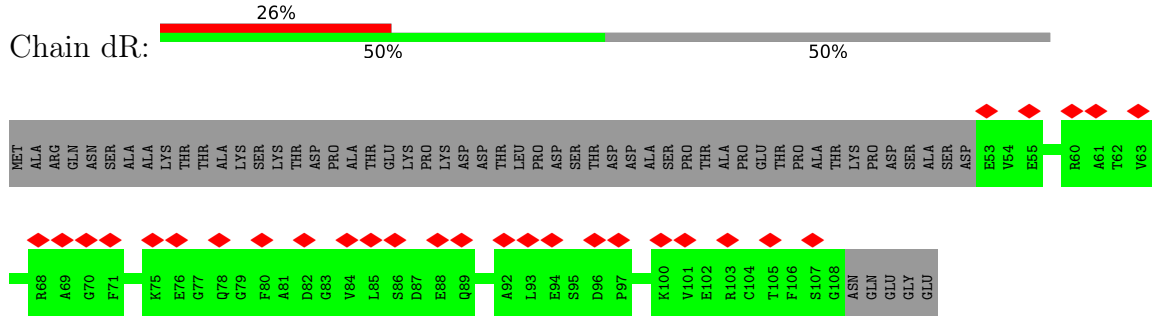 26%
Chain dR:
50% 50%
MET ALA ARG GLN ASN SER ALA ALA LYS THR THR ALA LYS SER LYS THR ASP PRO ALA THR GLU LYS PRO LYS ASP ASP THR LEU PRO ASP SER THR ASP ASP ALA SER PRO THR ALA PRO GLU THR PRO ALA THR LYS PRO ASP SER ALA SER ASP E53 V54 E55 R60 A61 T62 V63
R68 A69 G70 F71 K75 E76 G77 Q78 G79 F80 A81 D82 G83 V84 L85 S86 D87 E88 Q89 A92 L93 E94 S95 D96 P97 K100 V101 E102 R103 C104 T105 F106 S107 G108 ASN GLN GLU GLY GLU